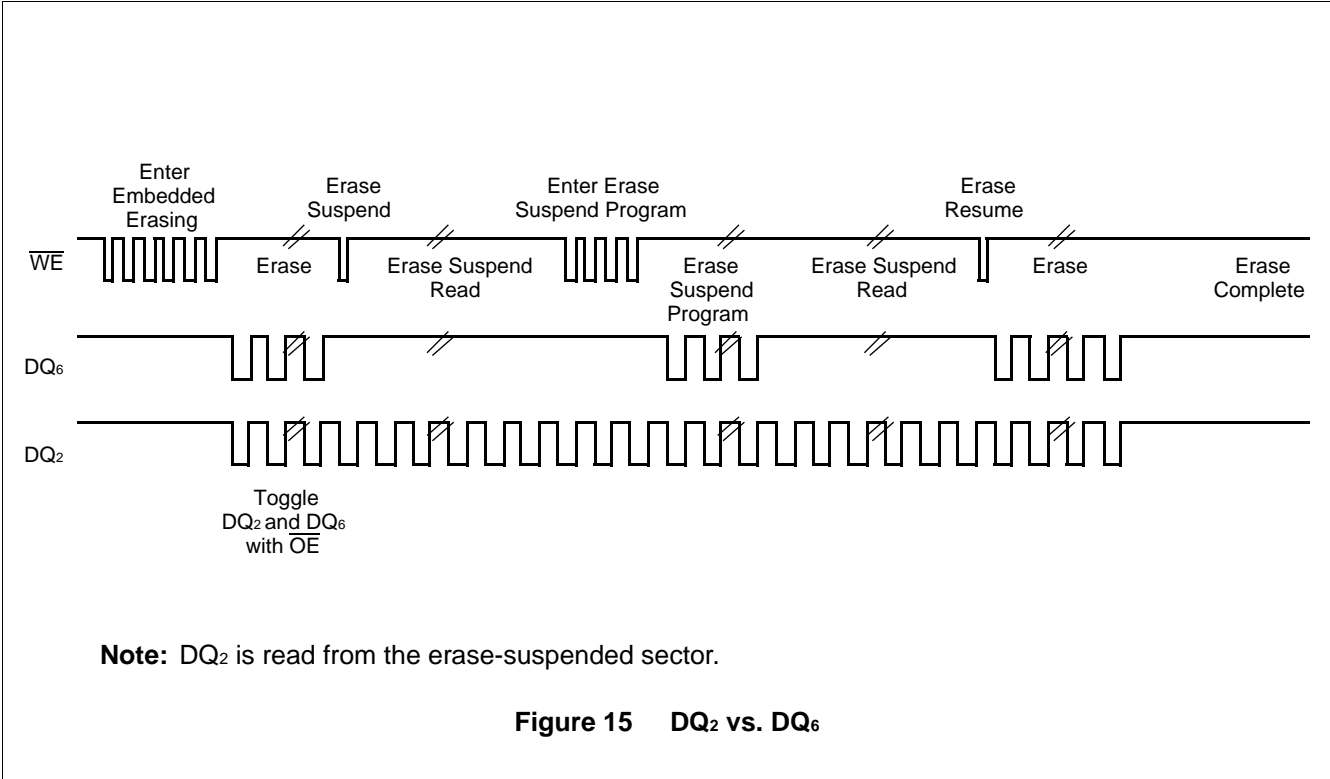 Enter
Embedded
Erasing
Erase
Suspend
Enter Erase
Suspend Program
Erase
Resume
WE
Erase
Erase Suspend
Read
Erase
Suspend
Program
Erase Suspend
Read
Erase
Erase
Complete
DQ6
DQ2
Toggle
DQ2 and DQ6
with OE
Note: DQ2 is read from the erase-suspended sector.
Figure 15 DQ2 vs. DQ6